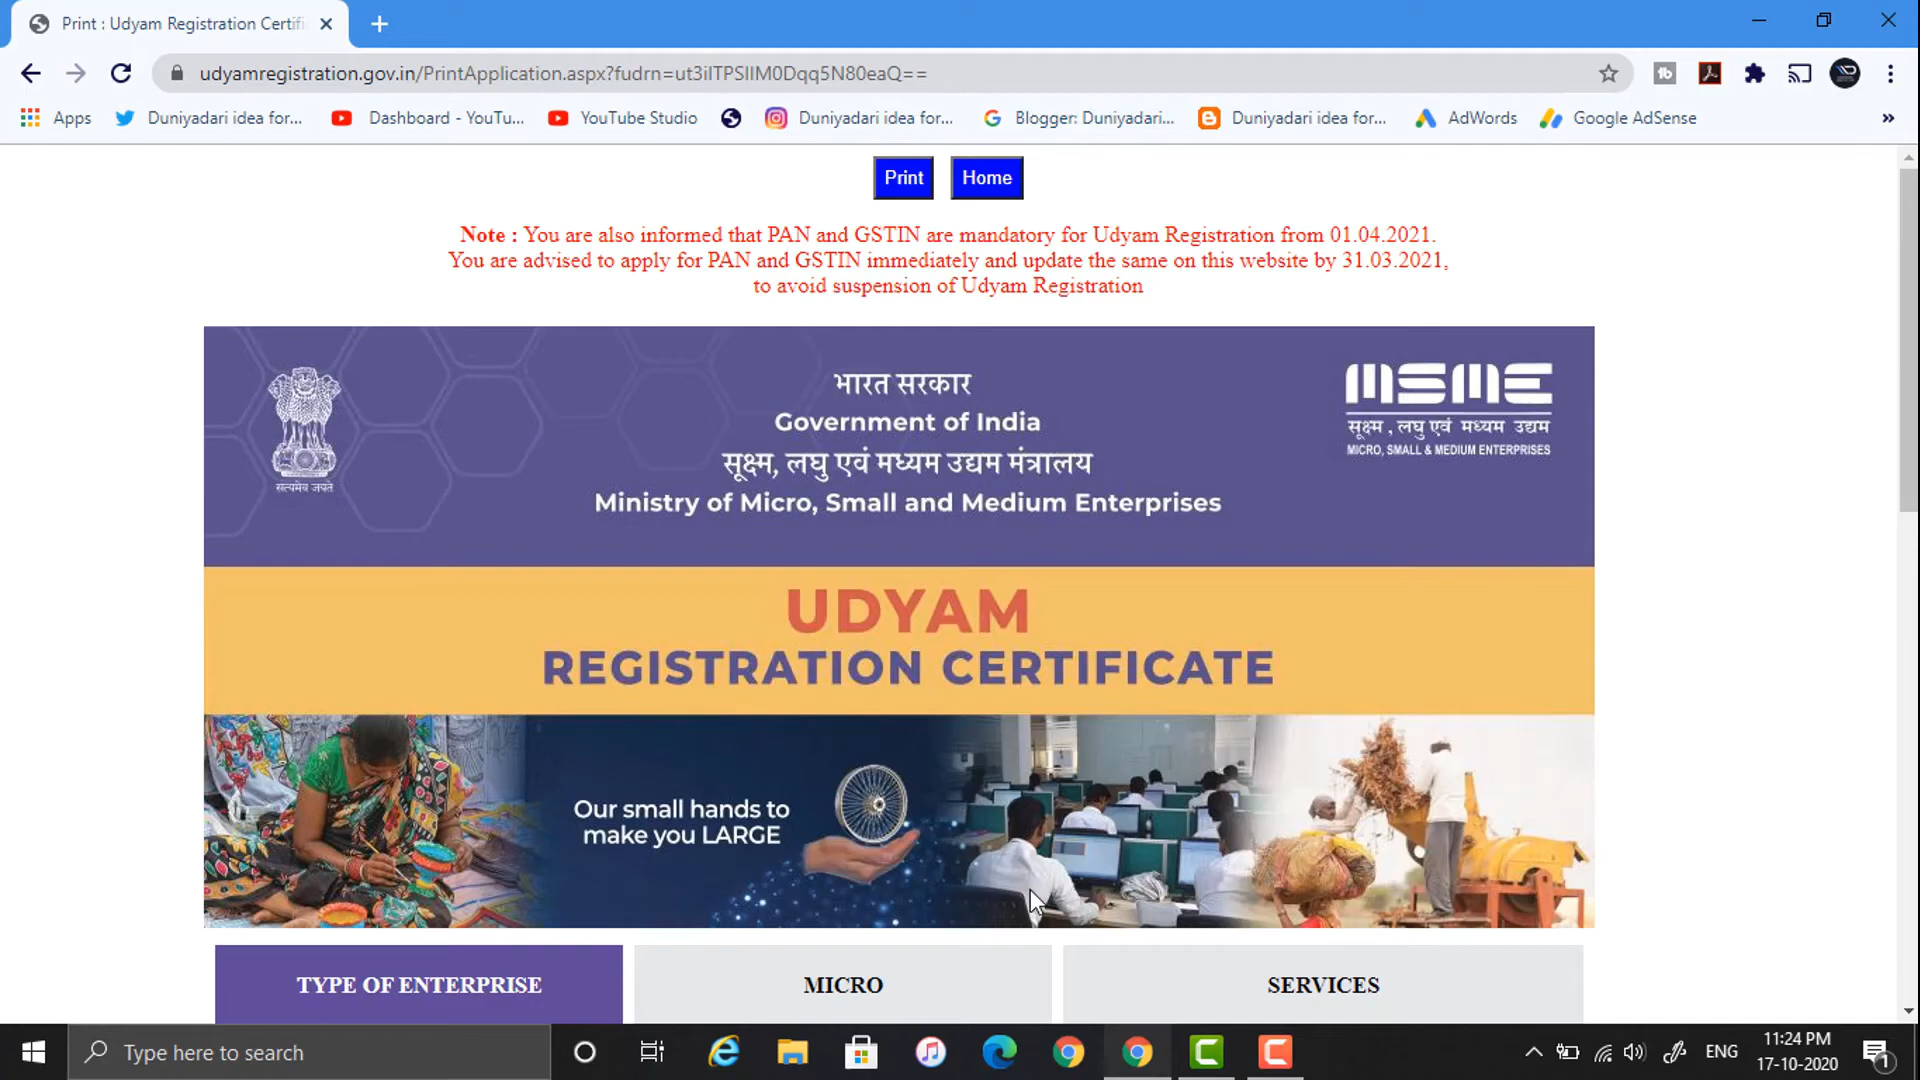 Print : Udyam Registration Certifi
udyamregistration.gov.in/PrintApplication.aspx?fudrn=ut3iITPSIIM0Dqq5N80eaQ==
Apps
Duniyadari idea for...
Dashboard - YouTu...
YouTube Studio
Duniyadari idea for...
Blogger: Duniyadari...
Duniyadari idea for...
AdWords
Google AdSense
»
Print
Home
Note : You are also informed that PAN and GSTIN are mandatory for Udyam Registration from 01.04.2021.
You are advised to apply for PAN and GSTIN immediately and update the same on this website by 31.03.2021,
to avoid suspension of Udyam Registration
सत्यमेव जयते
भारत सरकार
Government of India
सूक्ष्म, लघु एवं मध्यम उद्यम मंत्रालय
Ministry of Micro, Small and Medium Enterprises
MSME
सूक्ष्म , लघु एवं मध्यम उद्यम
MICRO, SMALL & MEDIUM ENTERPRISES
UDYAM
REGISTRATION CERTIFICATE
Our small hands to
make you LARGE
TYPE OF ENTERPRISE
MICRO
SERVICES
Type here to search
ENG
11:24 PM
17-10-2020
1